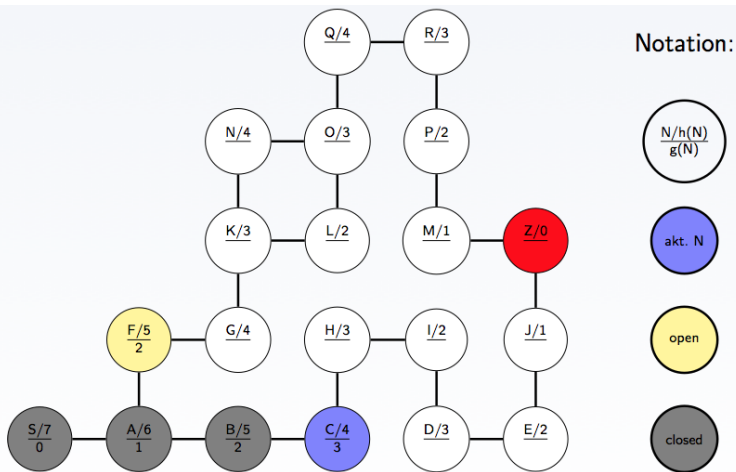 Q/4
R/3
Notation:
N/4
O/3
P/2
N/h(N)
g(N)
K/3
L/2
M/1
Z/0
akt. N
F/5
2
G/4
H/3
I/2
J/1
open
S/7
0
A/6
1
B/5
2
C/4
3
D/3
E/2
closed